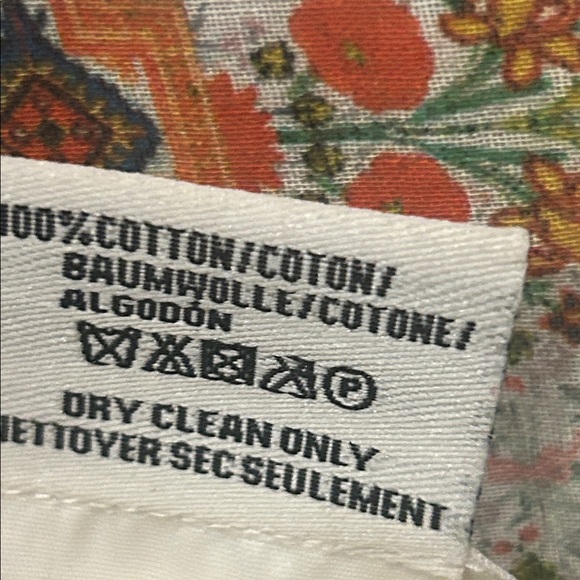 100% COTTON/COTON/
BAUMWOLLE/COTONE/
ALGODÓN
P
DRY CLEAN ONLY
NETTOYER SEC SEULEMENT